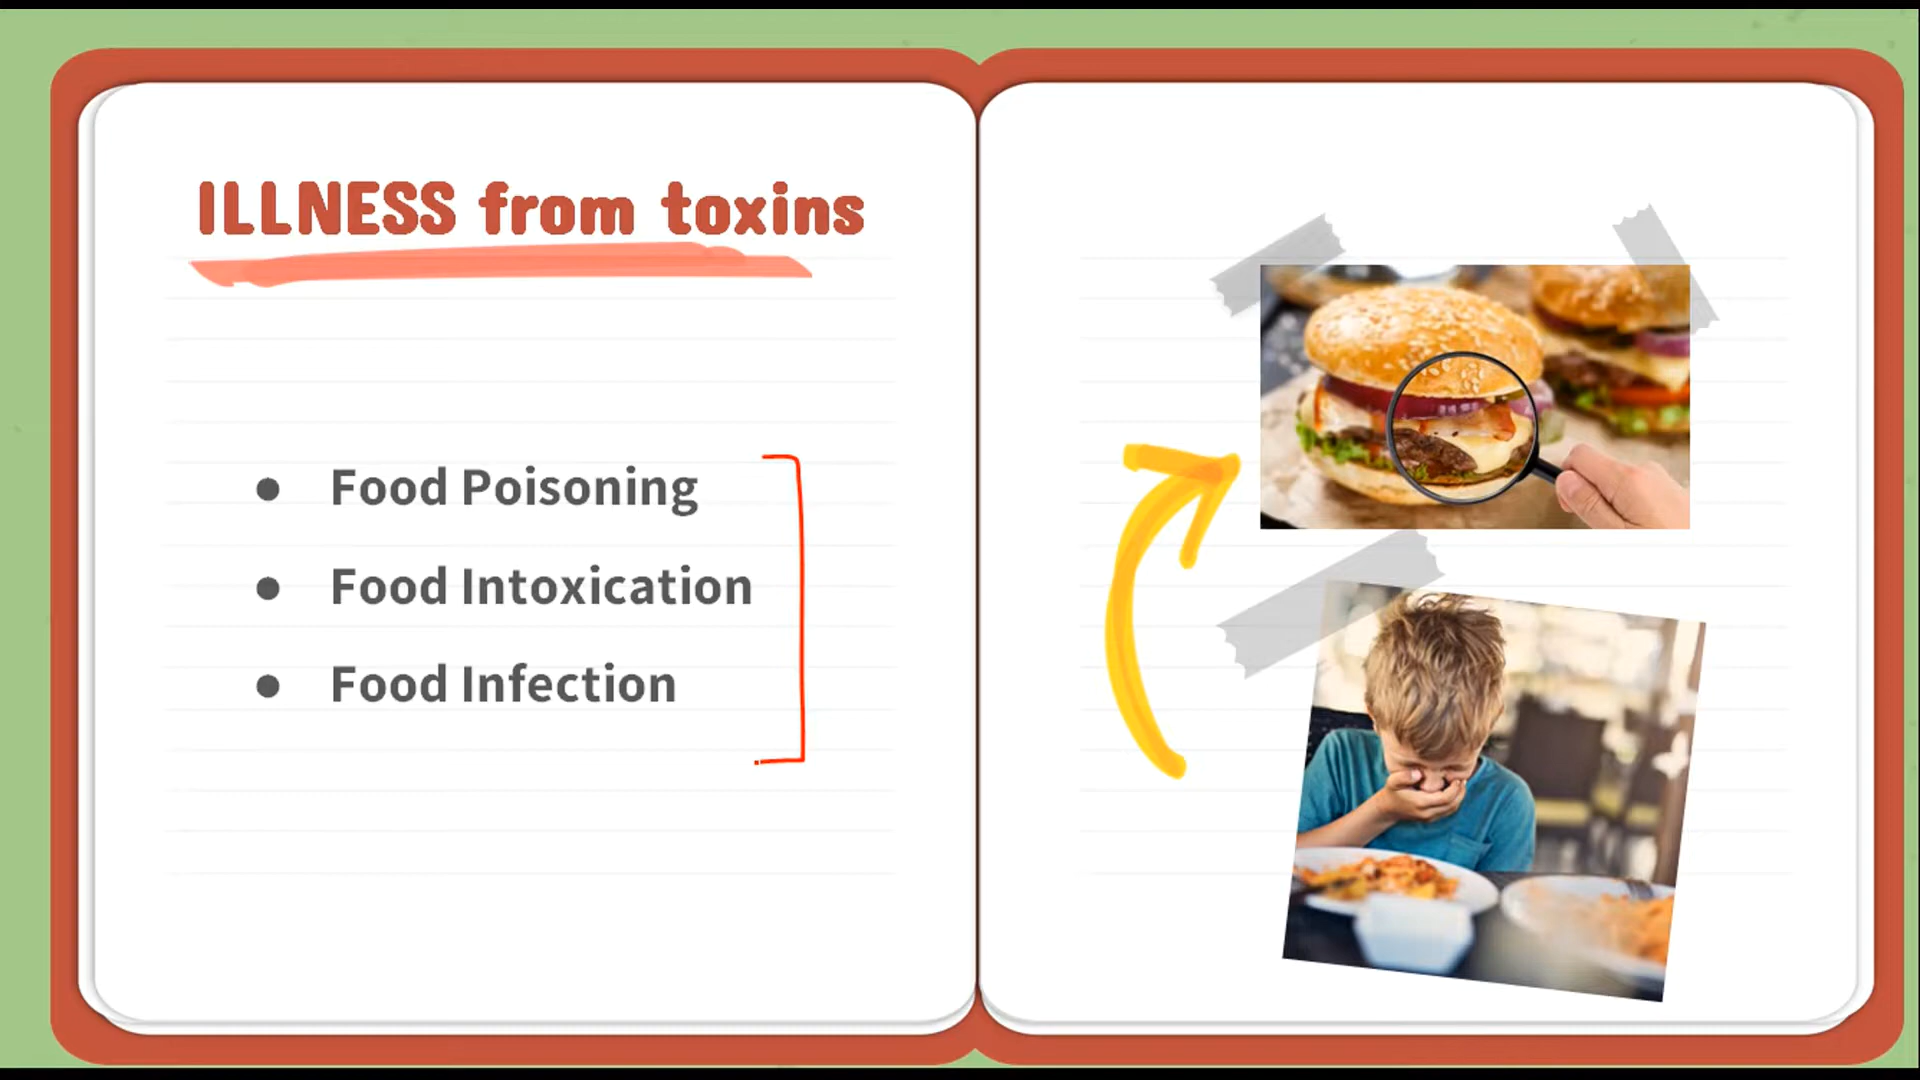 ILLNESS from toxins
● Food Poisoning
● Food Intoxication
● Food Infection